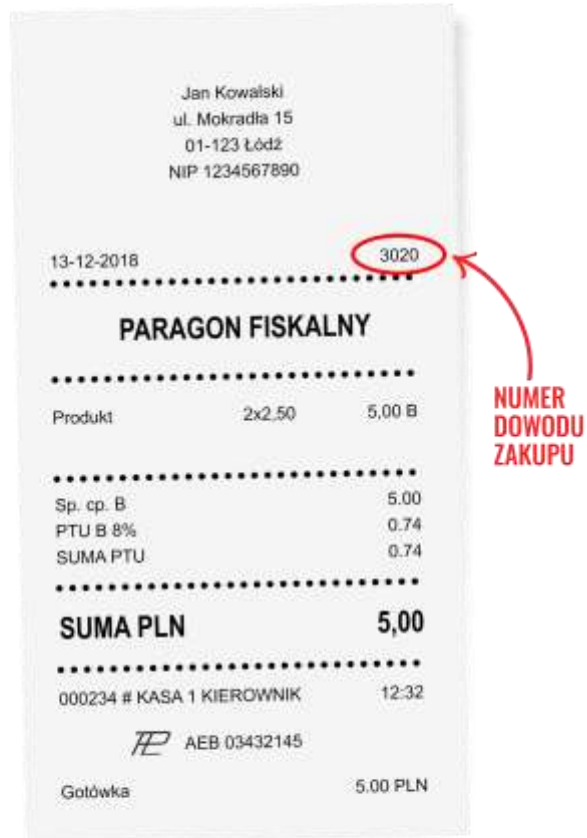 Jan Kowalski
ul. Mokradła 15
01-123 Łódź
NIP 1234567890
13-12-2018 3020
PARAGON FISKALNY
Produkt 2x2,50 5,00 B
Sp. cp. B 5.00
PTU B 8% 0.74
SUMA PTU 0.74
SUMA PLN 5,00
000234 # KASA 1 KIEROWNIK 12:32
AEB 03432145
Gotówka 5.00 PLN
NUMER
DOWODU
ZAKUPU